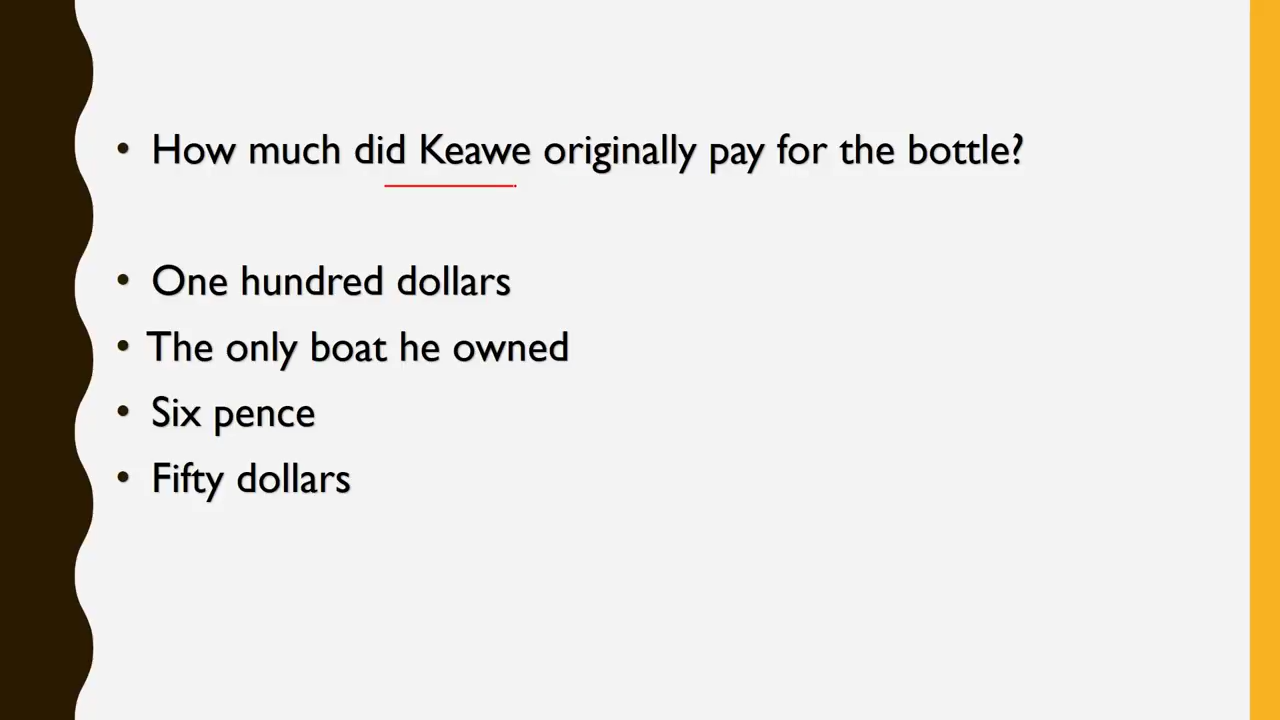 • How much did Keawe originally pay for the bottle?
• One hundred dollars
• The only boat he owned
• Six pence
• Fifty dollars